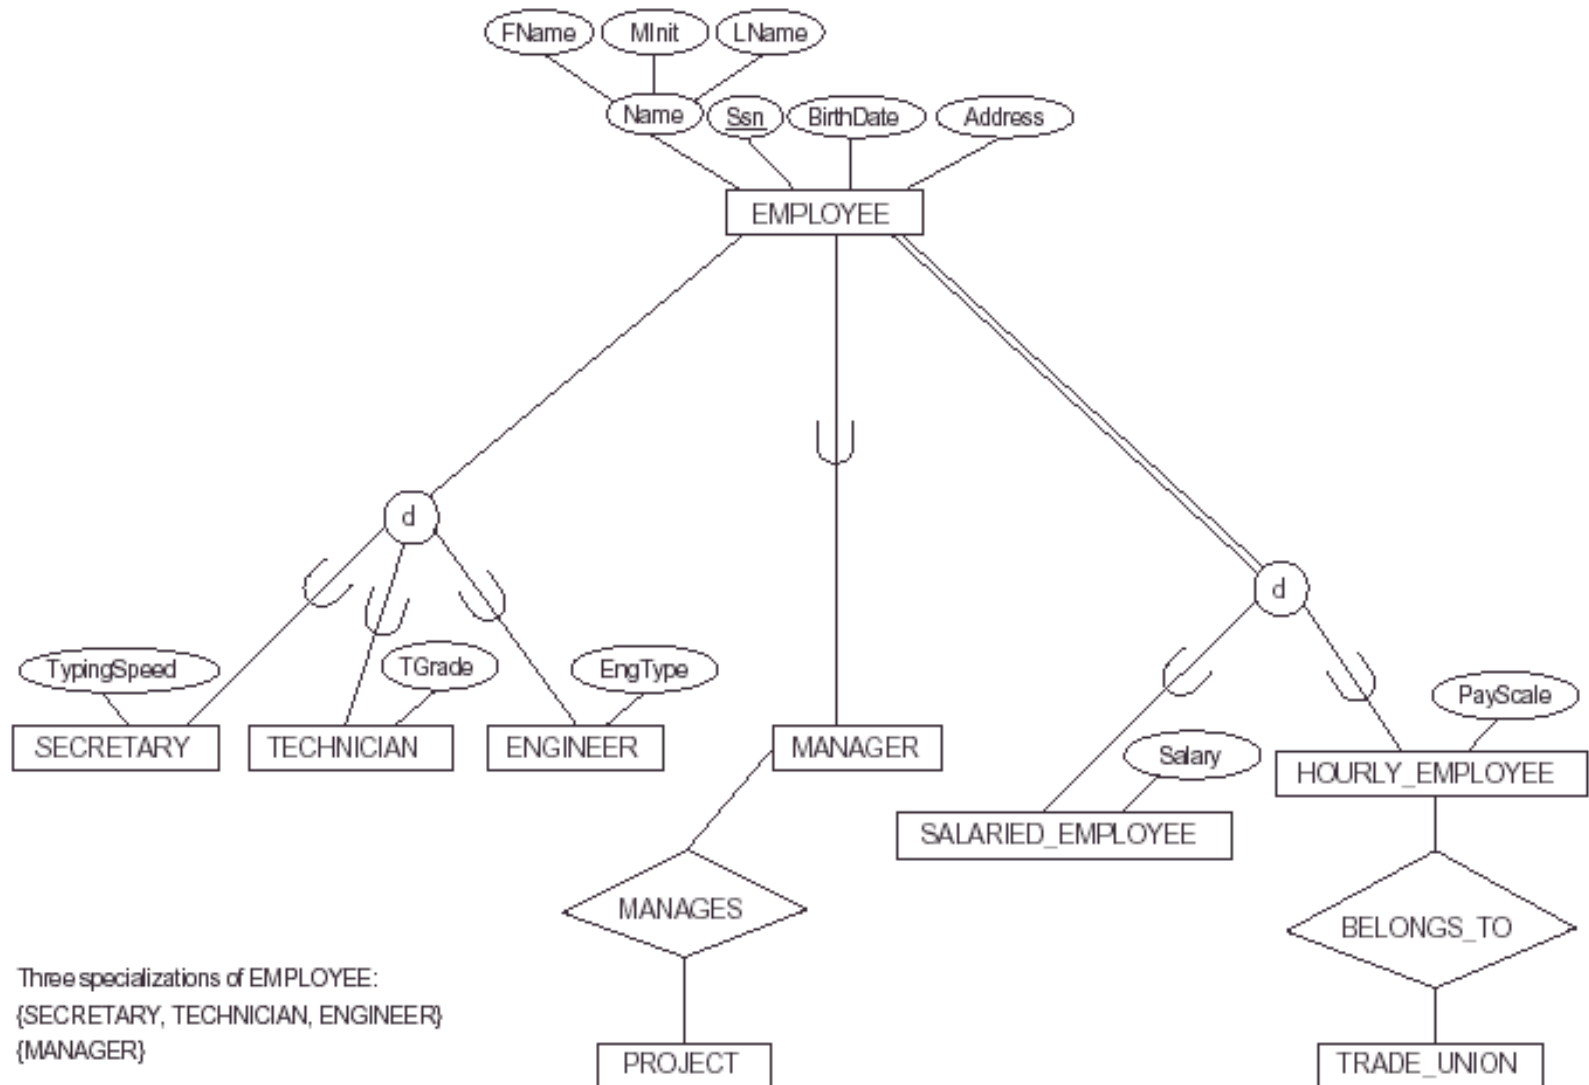 FName MInit LName
Name Ssn BirthDate Address
EMPLOYEE
d
d
TypingSpeed TGrade EngType PayScale
SECRETARY TECHNICIAN ENGINEER MANAGER Salary HOURLY_EMPLOYEE
SALARIED_EMPLOYEE
MANAGES BELONGS_TO
Three specializations of EMPLOYEE:
{SECRETARY, TECHNICIAN, ENGINEER}
{MANAGER}
PROJECT TRADE_UNION